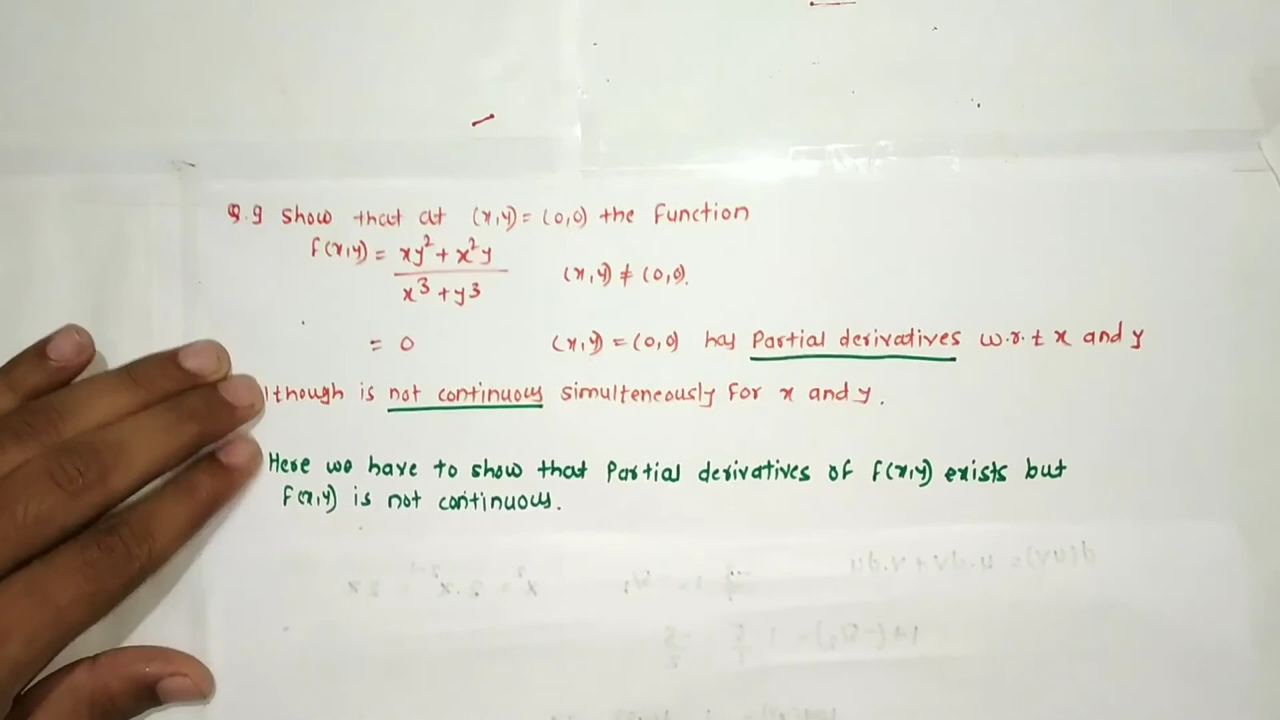 Q.9 show that at (x,y) = (0,0) the function
f(x,y) = xy² + x²y / x³ + y³ (x,y) ≠ (0,0).
= 0 (x,y) = (0,0) has Partial derivatives w.r.t x and y
lthough is not continuous simulteneously for x and y.
Here we have to show that Partial derivatives of f(x,y) exists but
f(x,y) is not continuous.